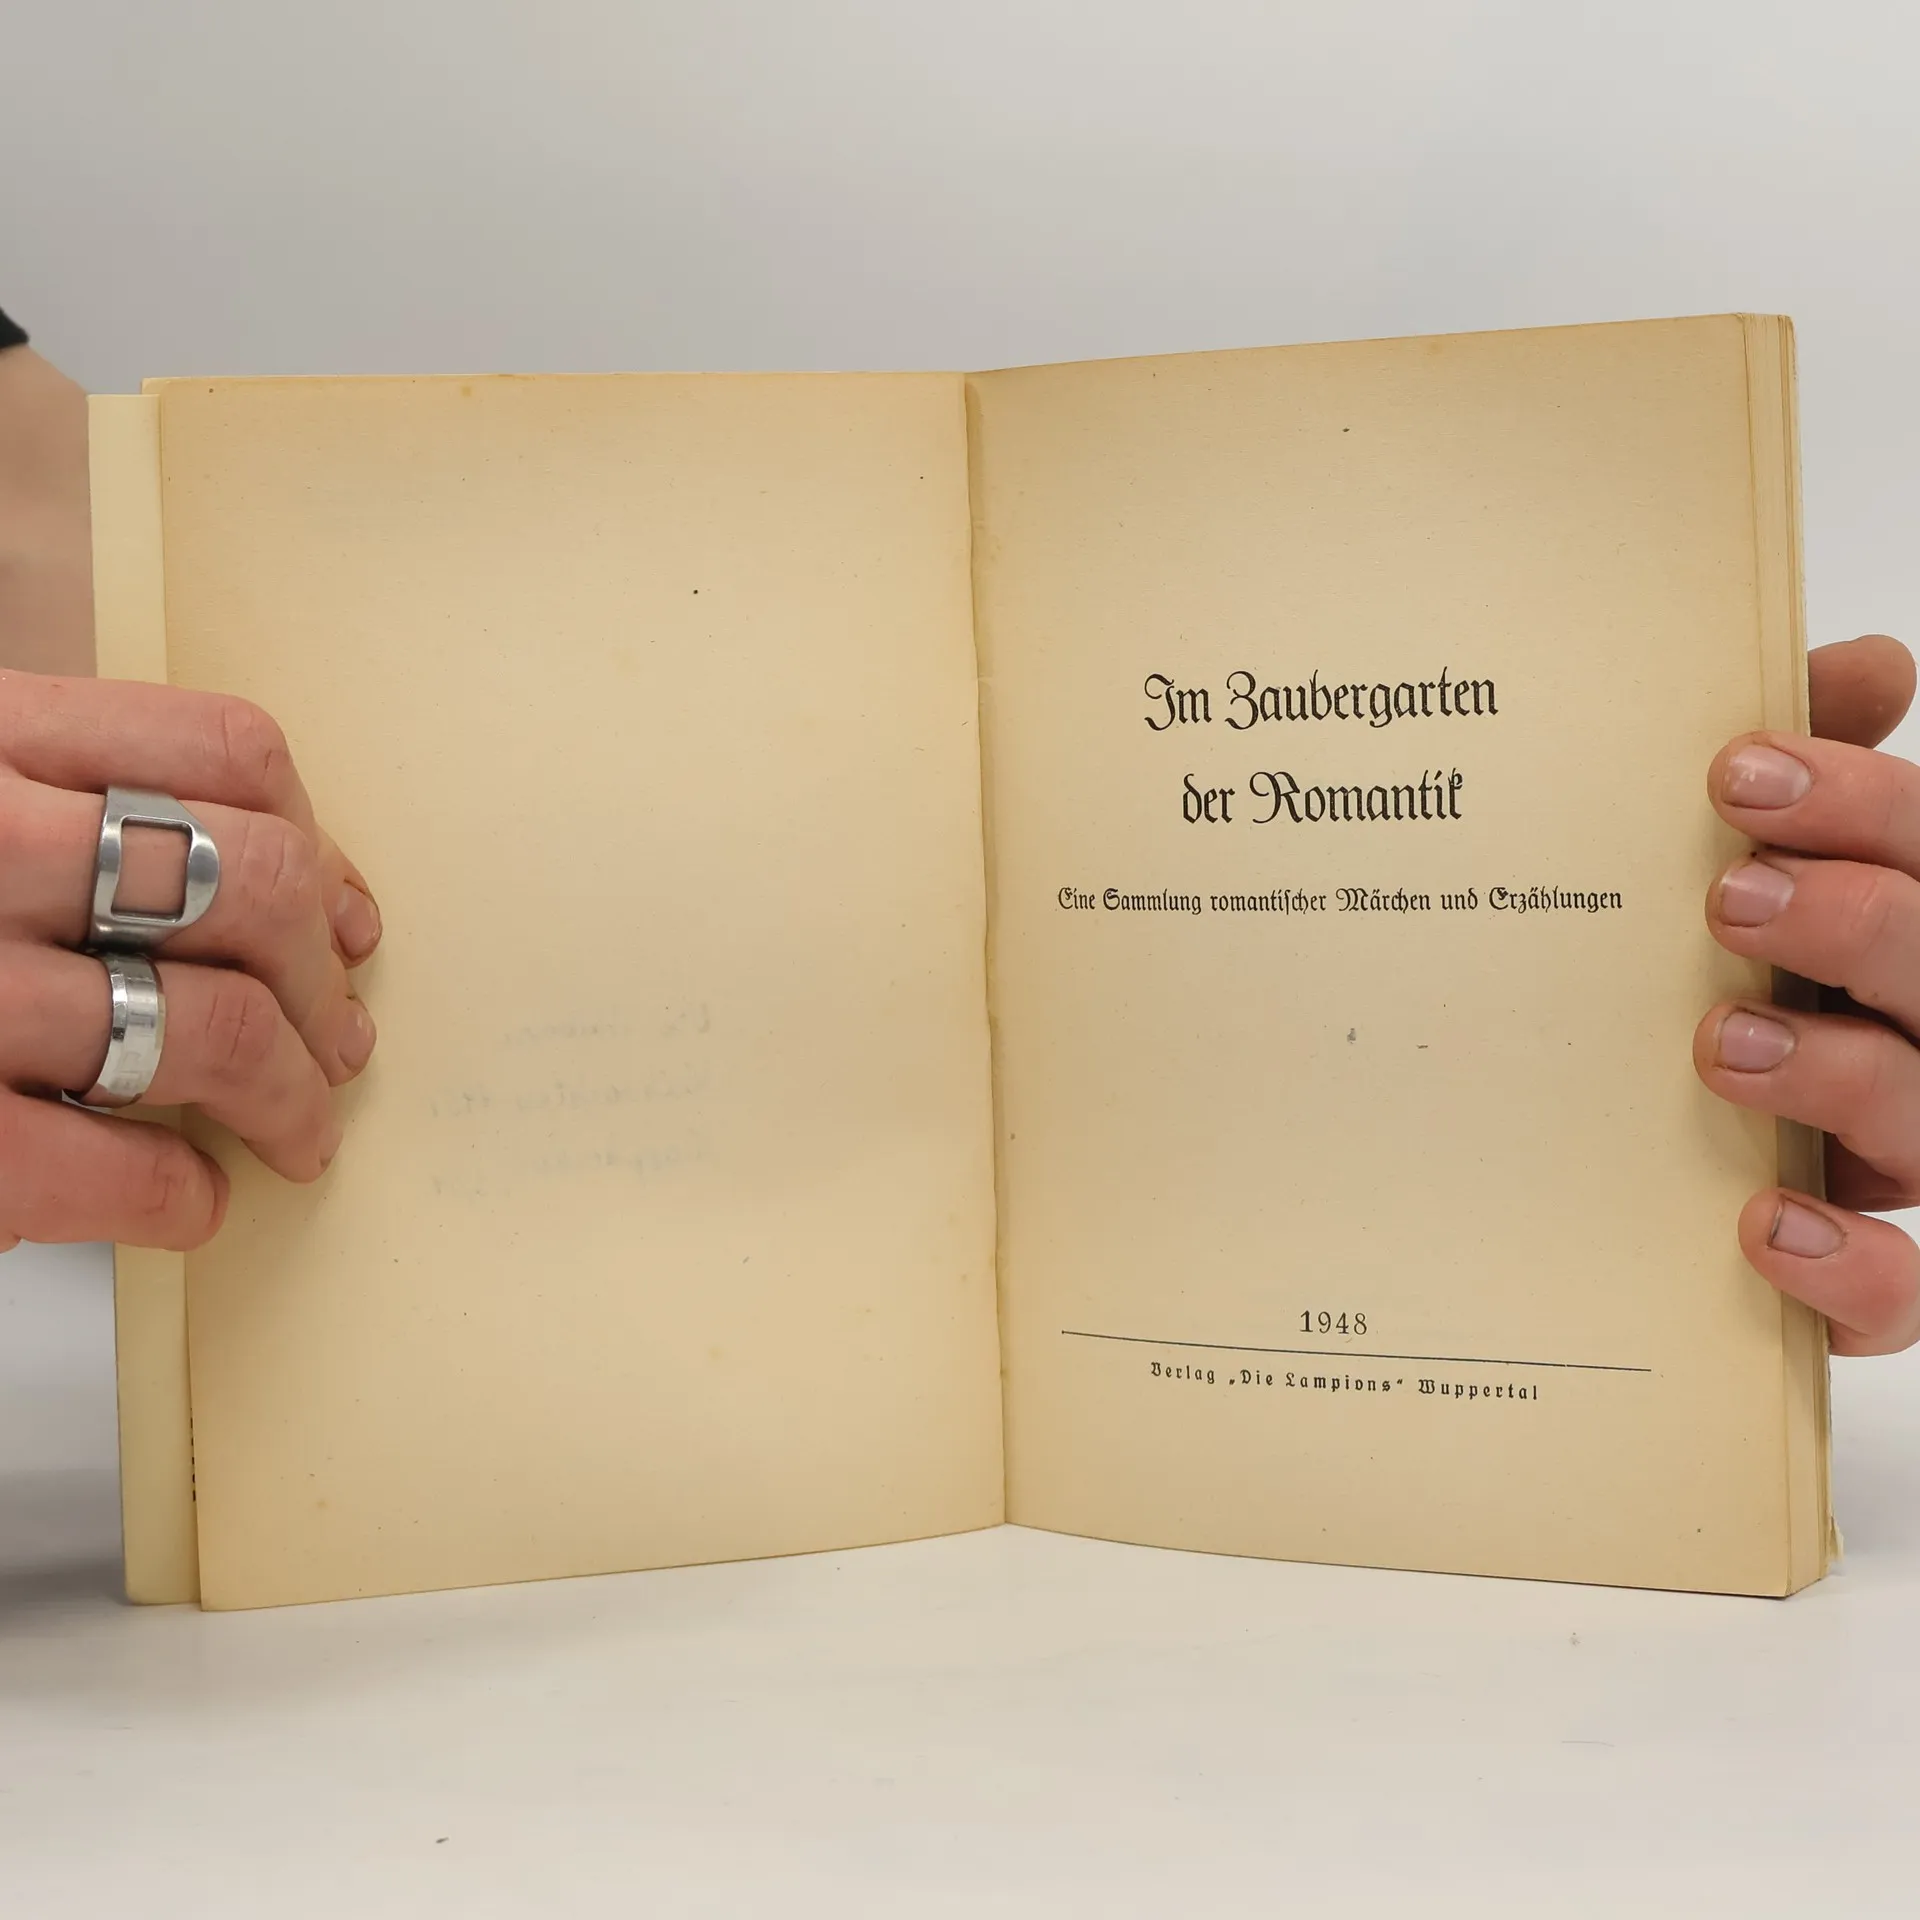 Im Zaubergarten
der Romantik
Eine Sammlung romantiſcher Märchen und Erzählungen
1948
Verlag „Die Lampions“ Wuppertal